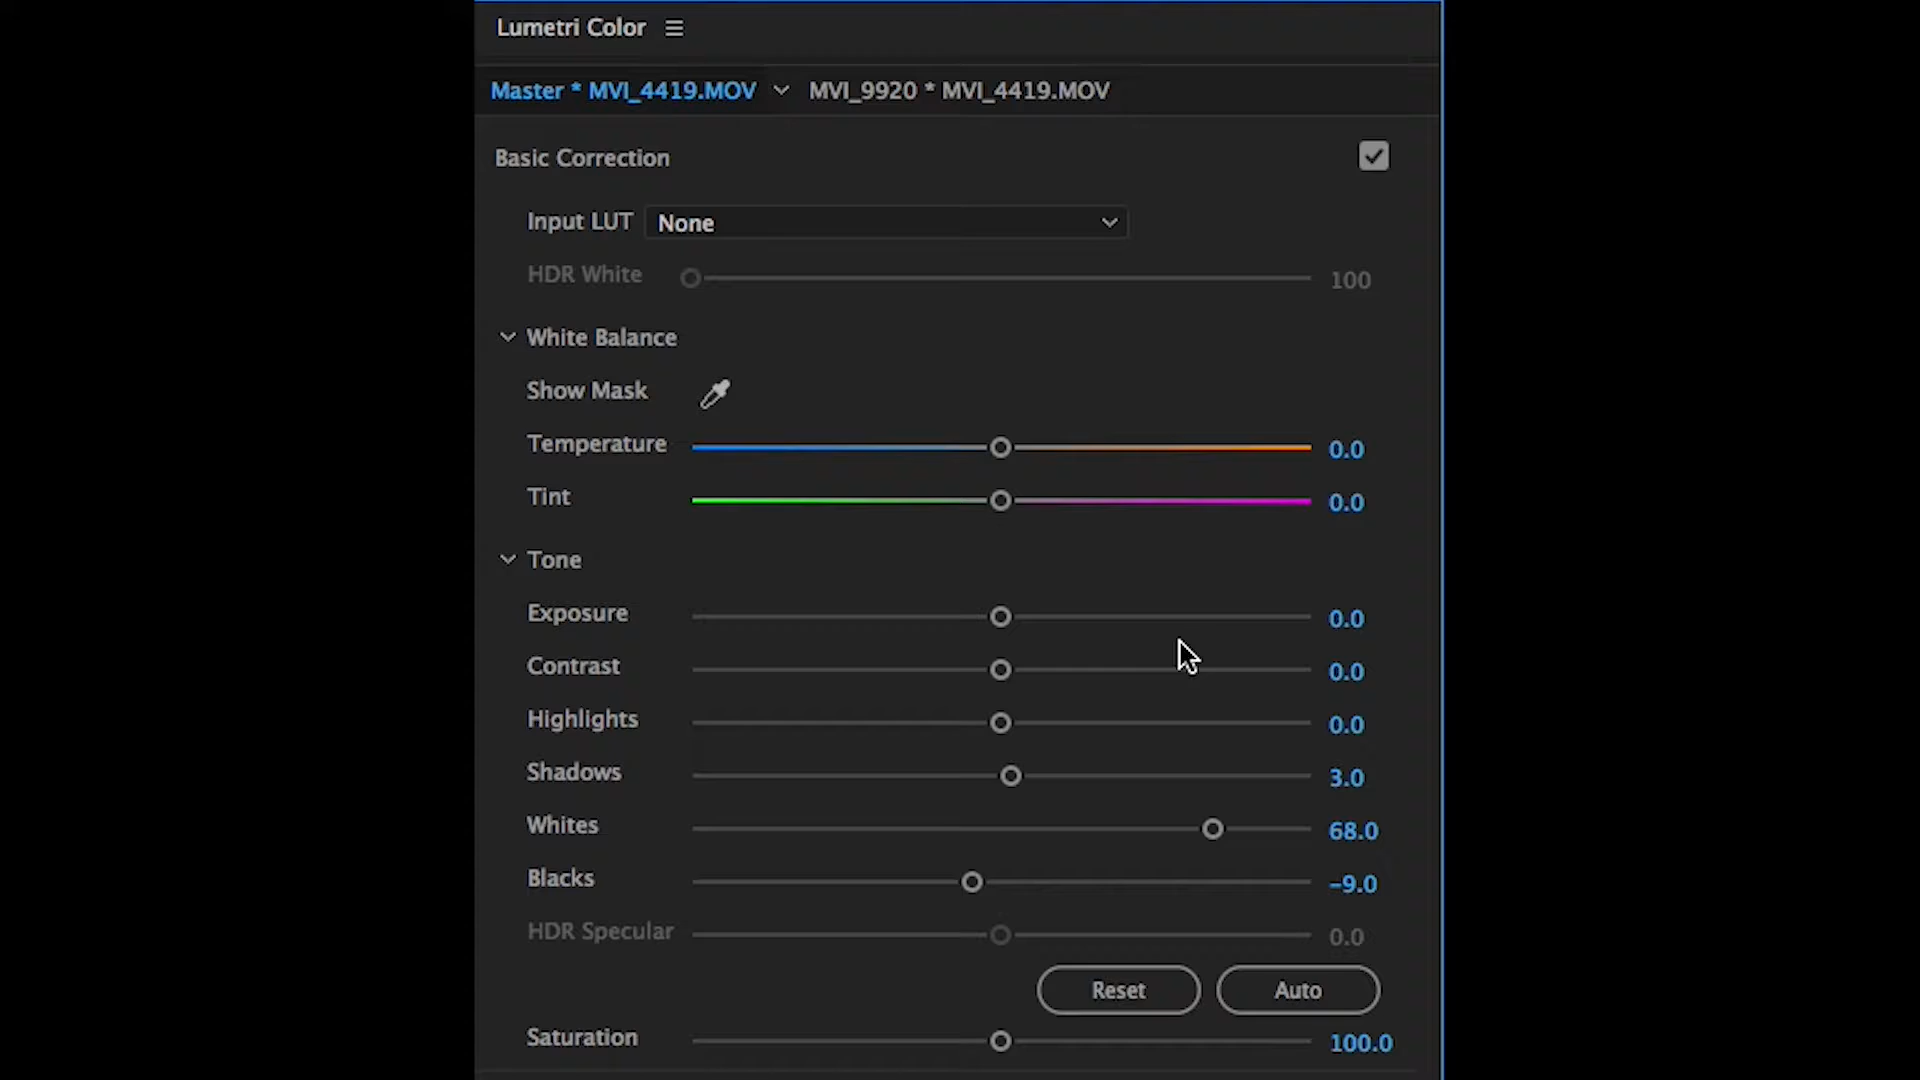 Lumetri Color
Master * MVI_4419.MOV MVI_9920 * MVI_4419.MOV
Basic Correction
Input LUT None
HDR White 100
White Balance
Show Mask
Temperature 0.0
Tint 0.0
Tone
Exposure 0.0
Contrast 0.0
Highlights 0.0
Shadows 3.0
Whites 68.0
Blacks -9.0
HDR Specular 0.0
Reset Auto
Saturation 100.0